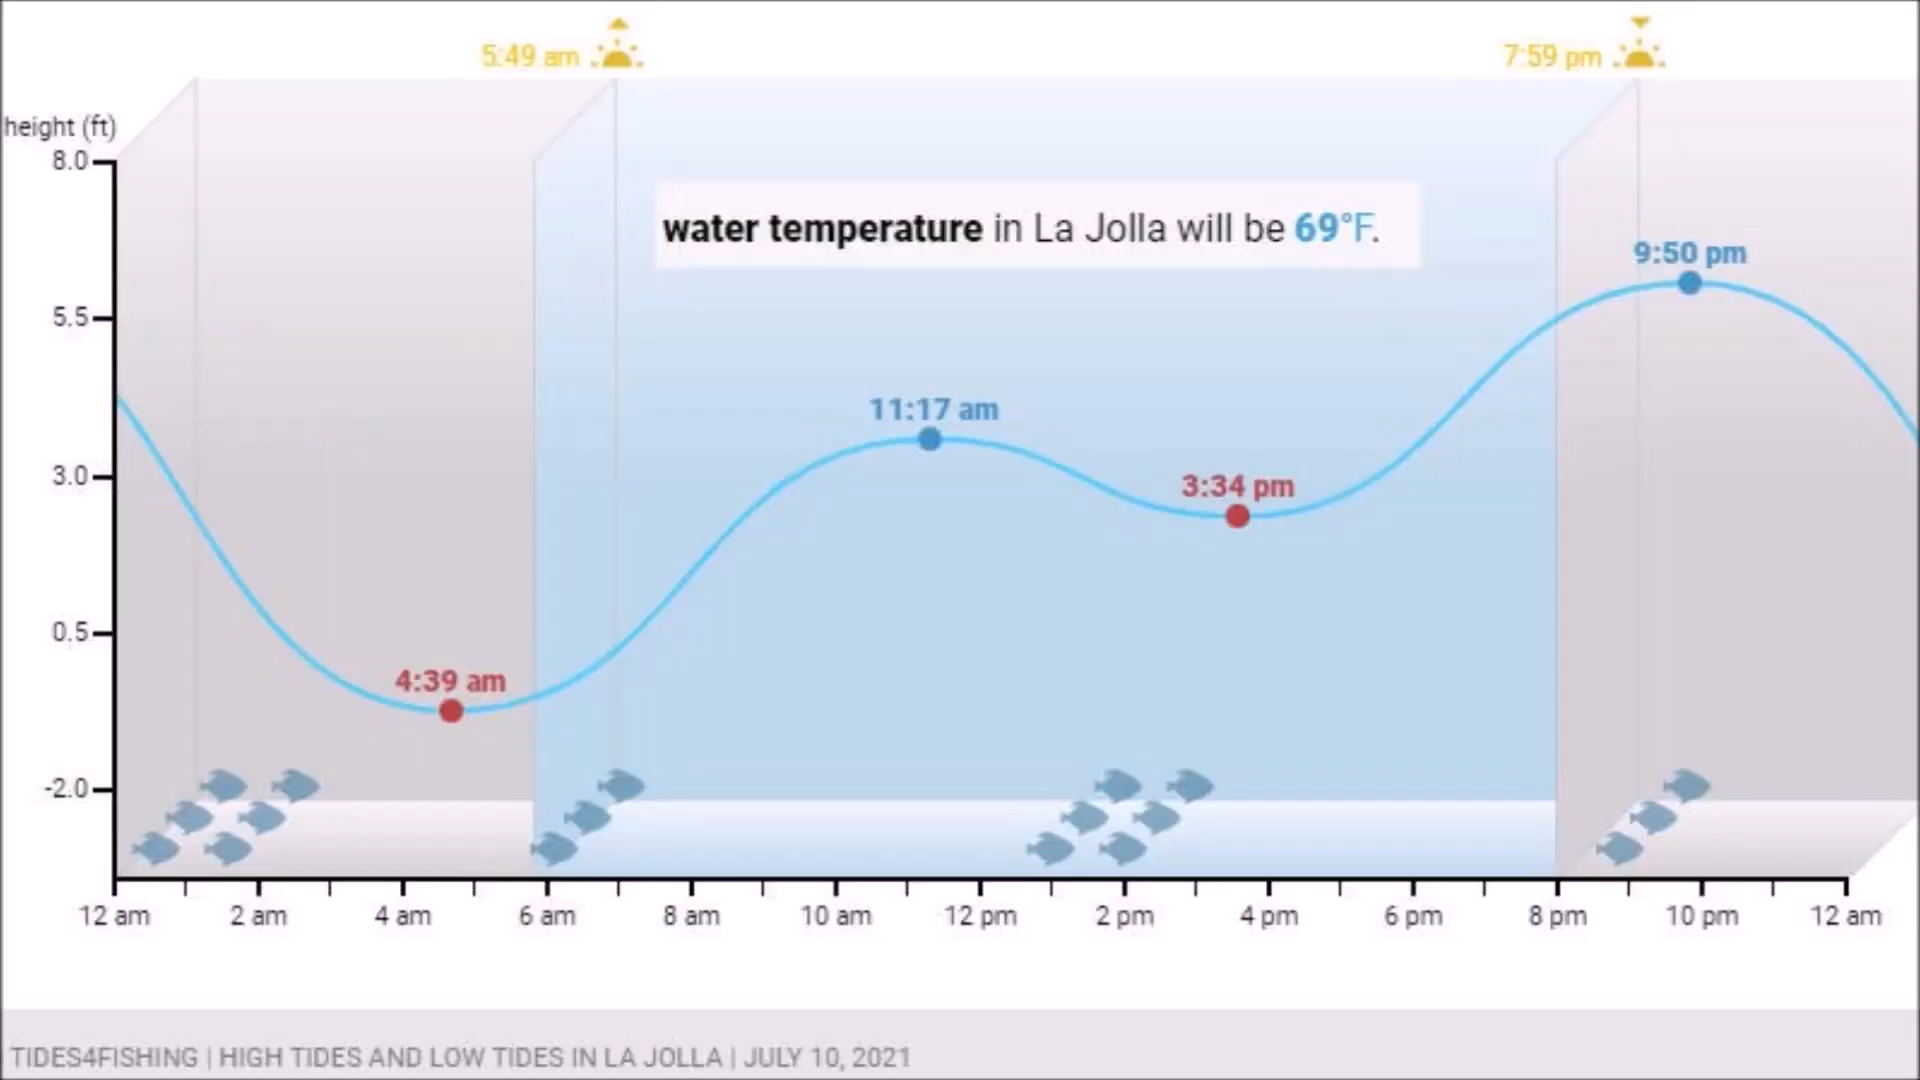 5:49 am
7:59 pm
height (ft)
8.0
water temperature in La Jolla will be 69°F.
9:50 pm
5.5
11:17 am
3.0
3:34 pm
0.5
4:39 am
-2.0
12 am 2 am 4 am 6 am 8 am 10 am 12 pm 2 pm 4 pm 6 pm 8 pm 10 pm 12 am
TIDES4FISHING | HIGH TIDES AND LOW TIDES IN LA JOLLA | JULY 10, 2021